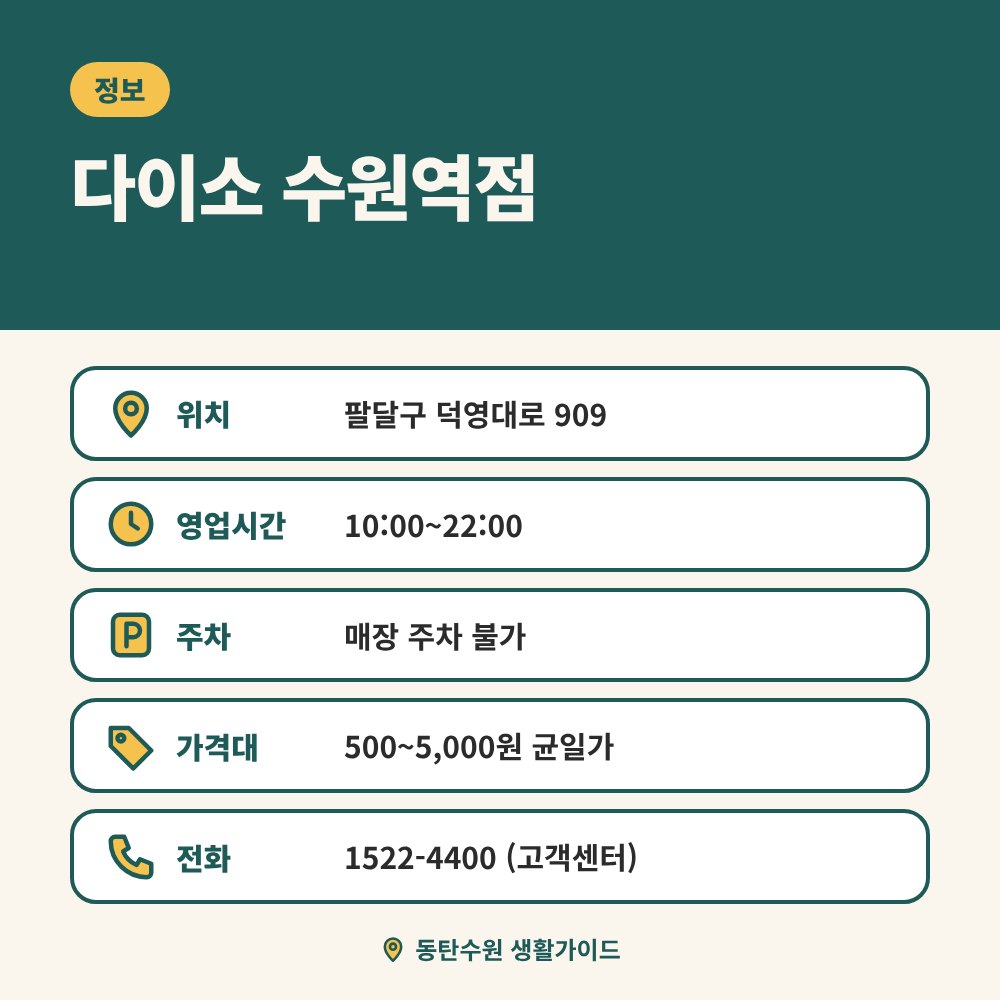 정보
다이소 수원역점
위치 팔달구 덕영대로 909
영업시간 10:00~22:00
P 주차 매장 주차 불가
가격대 500~5,000원 균일가
전화 1522-4400 (고객센터)
동탄수원 생활가이드